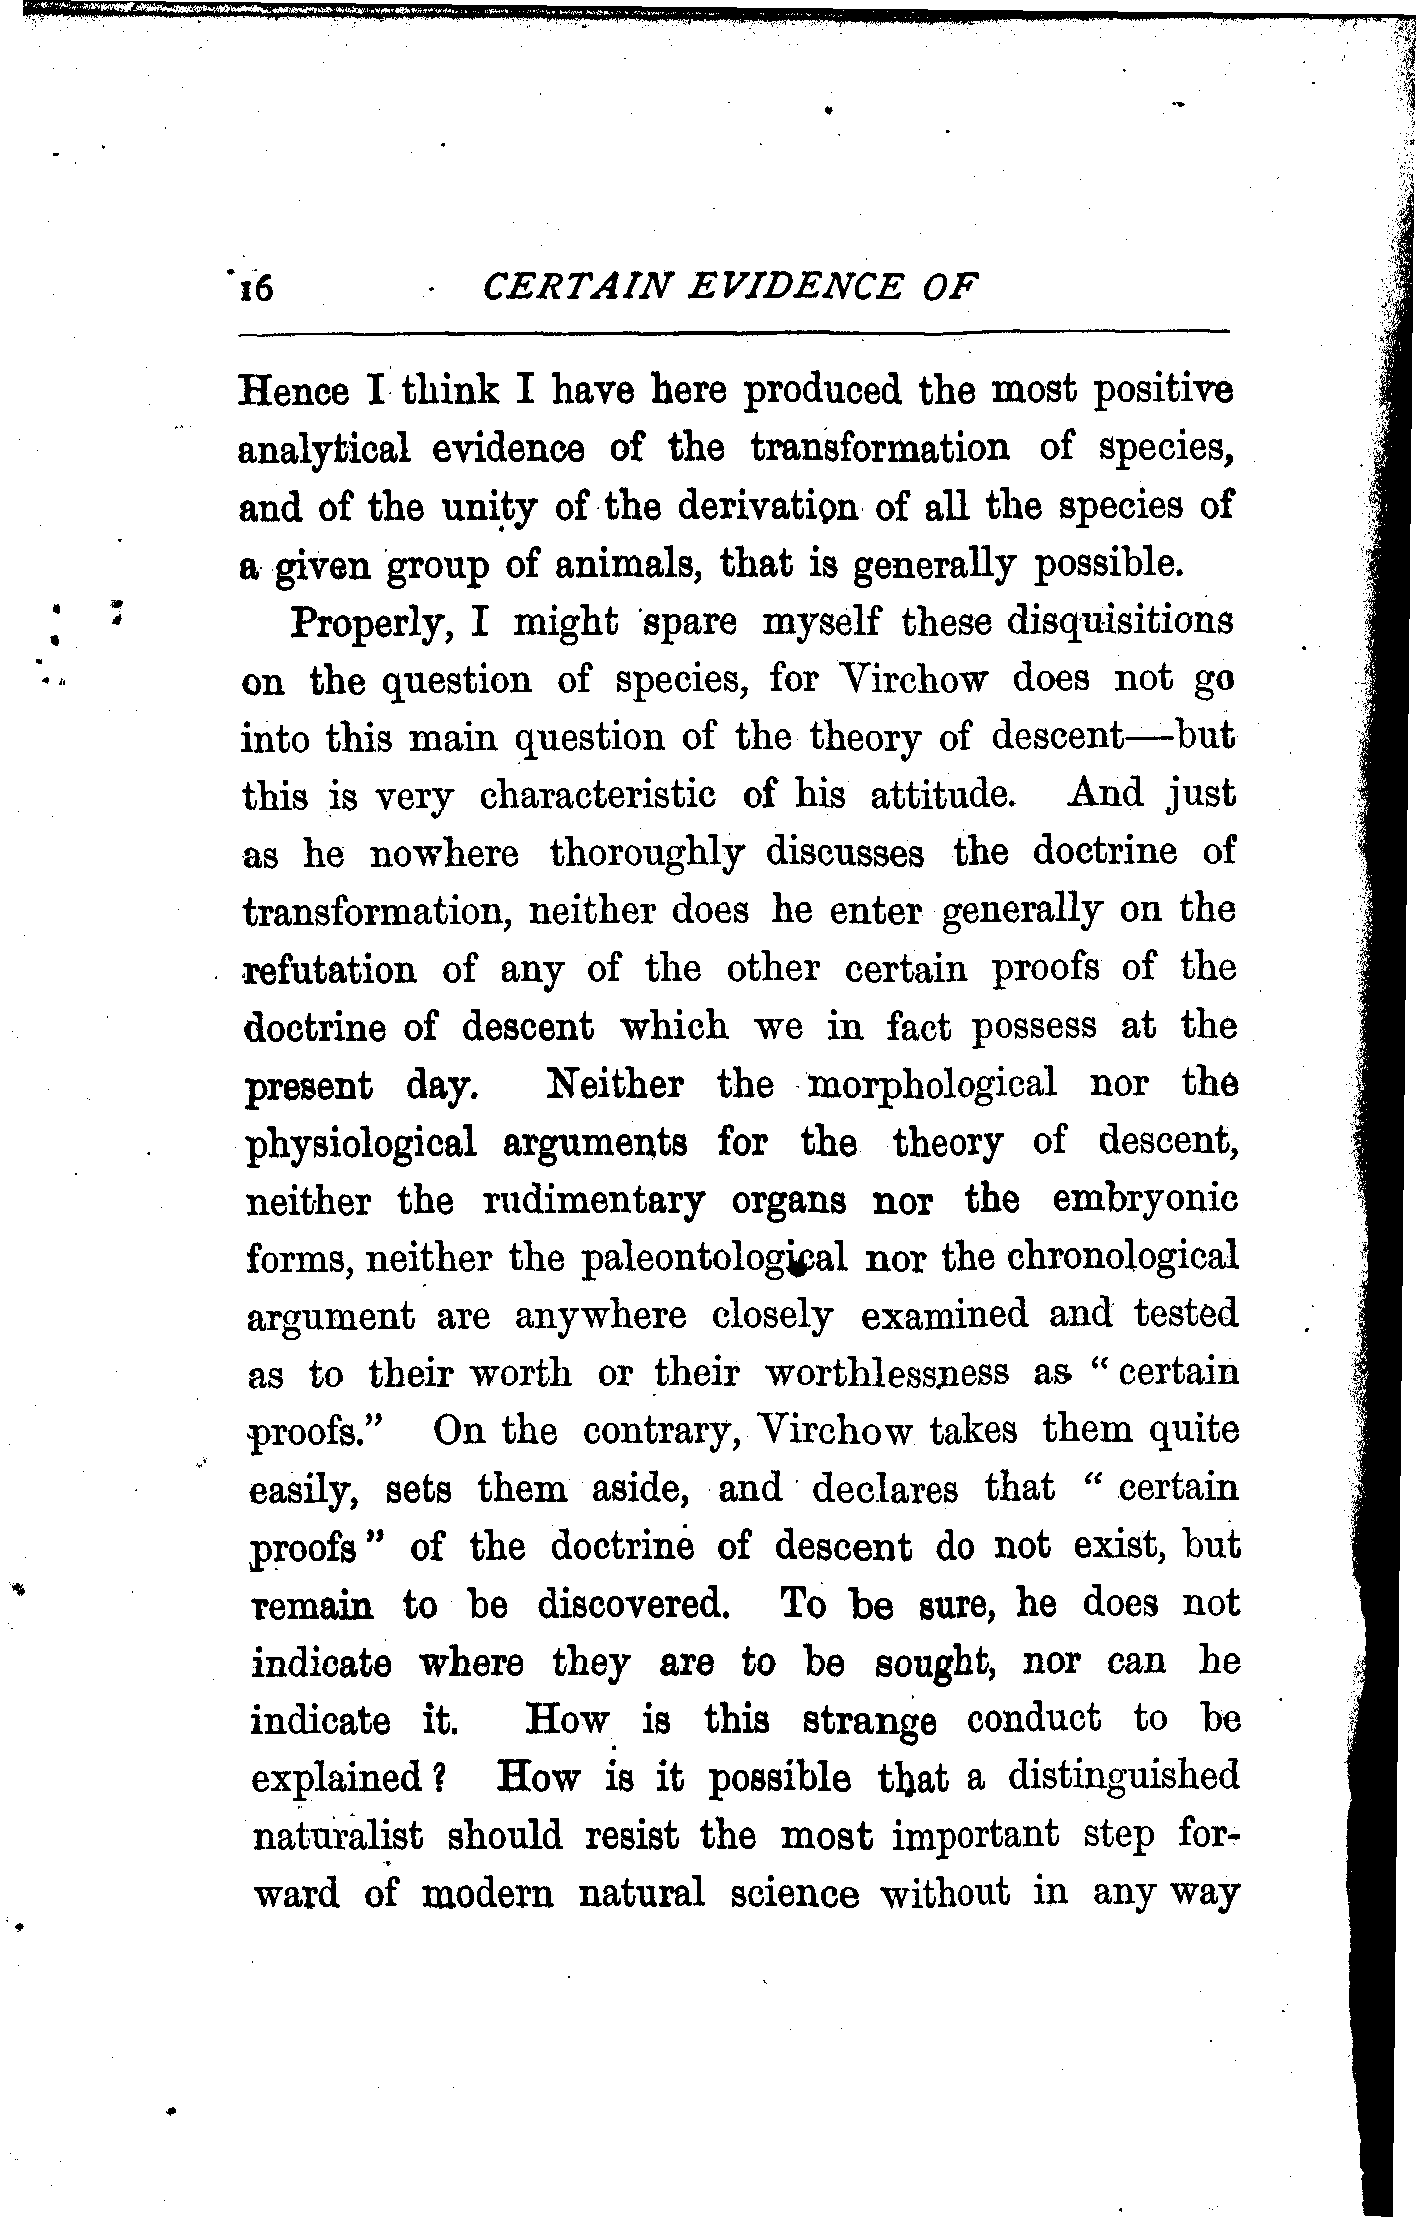 16 CERTAIN EVIDENCE OF
Hence I think I have here produced the most positive
analytical evidence of the transformation of species,
and of the unity of the derivation of all the species of
a given group of animals, that is generally possible.
Properly, I might spare myself these disquisitions
on the question of species, for Virchow does not go
into this main question of the theory of descent—but
this is very characteristic of his attitude. And just
as he nowhere thoroughly discusses the doctrine of
transformation, neither does he enter generally on the
refutation of any of the other certain proofs of the
doctrine of descent which we in fact possess at the
present day. Neither the morphological nor the
physiological arguments for the theory of descent,
neither the rudimentary organs nor the embryonic
forms, neither the paleontological nor the chronological
argument are anywhere closely examined and tested
as to their worth or their worthlessness as “ certain
proofs.” On the contrary, Virchow takes them quite
easily, sets them aside, and declares that “ certain
proofs ” of the doctrine of descent do not exist, but
remain to be discovered. To be sure, he does not
indicate where they are to be sought, nor can he
indicate it. How is this strange conduct to be
explained ? How is it possible that a distinguished
naturalist should resist the most important step for-
ward of modern natural science without in any way